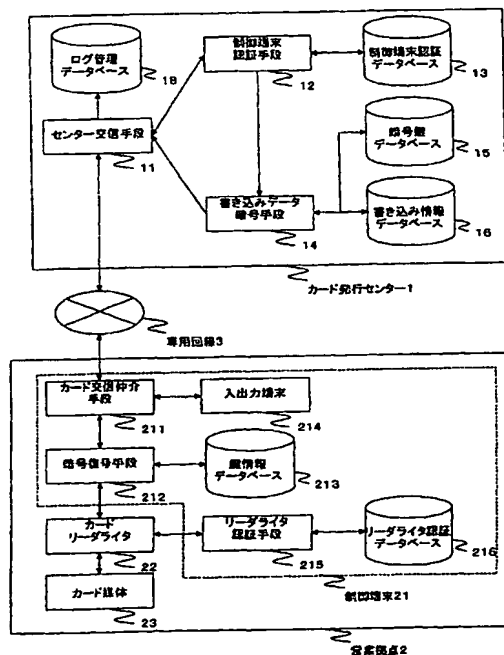 ログ管理
データベース
18
制御端末
認証手段
12
制御端末認証
データベース
13
センター交信手段
11
暗号鍵
データベース
15
書き込みデータ
暗号手段
14
書き込み情報
データベース
16
カード発行センター1
専用回線3
カード交信仲介
手段
211
入出力端末
214
暗号復号手段
212
鍵情報
データベース
213
カード
リーダライタ
22
リーダライタ
認証手段
215
リーダライタ認証
データベース
216
カード媒体
23
制御端末21
営業拠点2